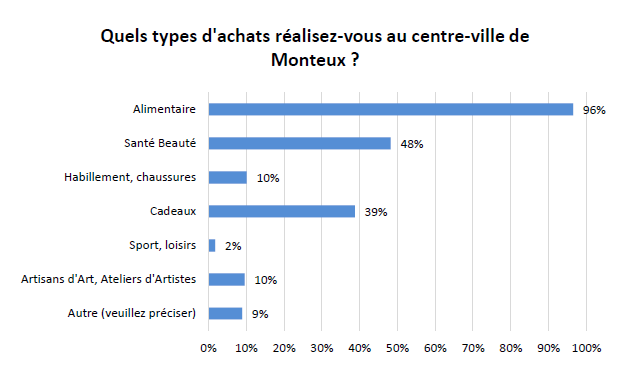 Quels types d'achats réalisez-vous au centre-ville de
Monteux ?
Alimentaire 96%
Santé Beauté 48%
Habillement, chaussures 10%
Cadeaux 39%
Sport, loisirs 2%
Artisans d'Art, Ateliers d'Artistes 10%
Autre (veuillez préciser) 9%
0% 10% 20% 30% 40% 50% 60% 70% 80% 90% 100%